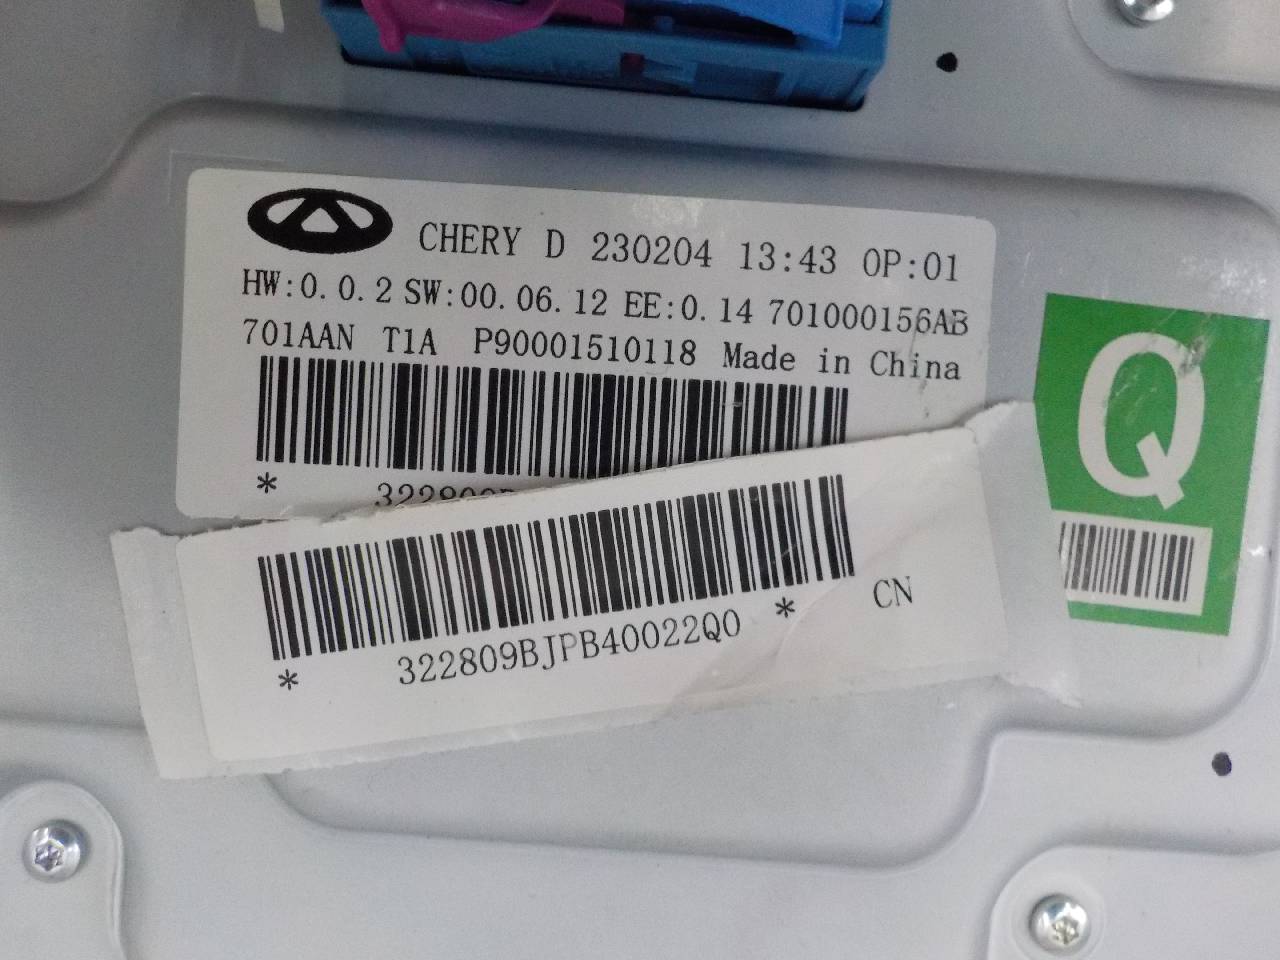 CHERY D 230204 13:43 OP:01
HW:0.0.2 SW:00.06.12 EE:0.14 701000156AB
701AAN T1A P90001510118 Made in China
*
* 322809BJPB40022Q0 * CN
Q